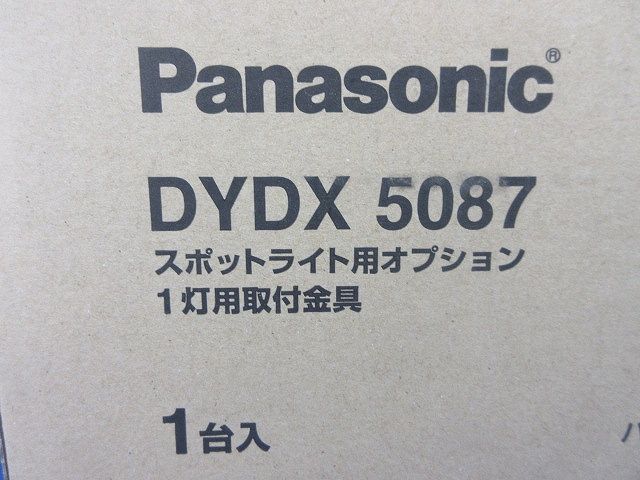 Panasonic®
DYDX 5087
スポットライト用オプション
1灯用取付金具
1台入